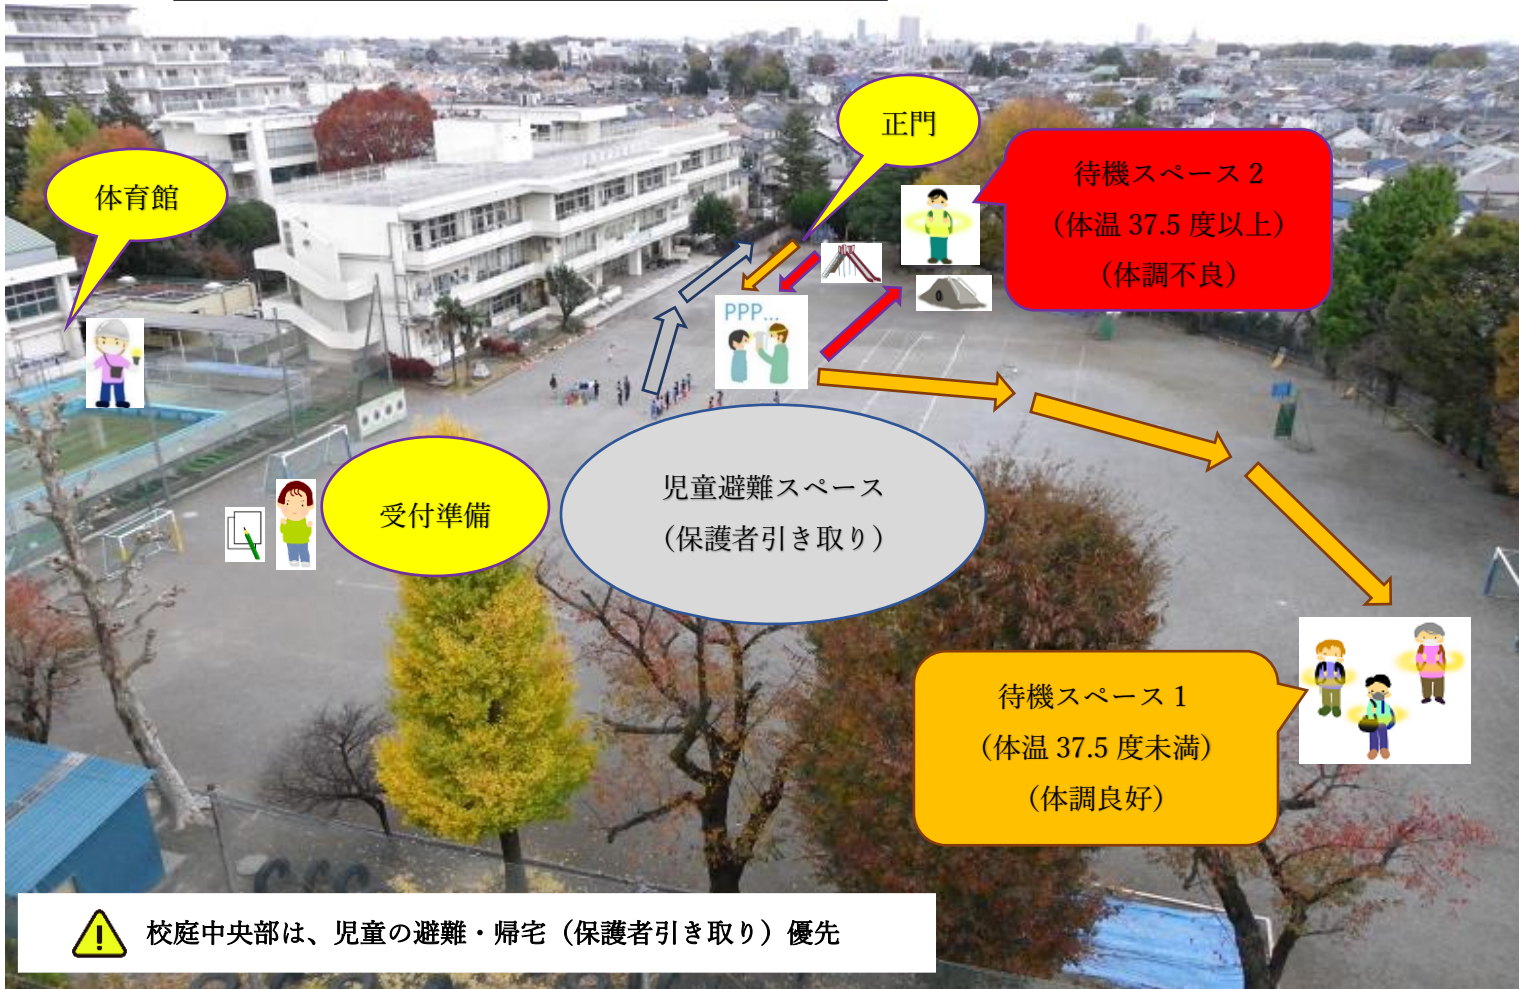 正門
待機スペース 2
（体温 37.5 度以上）
（体調不良）
体育館
PPP...
受付準備
児童避難スペース
（保護者引き取り）
待機スペース 1
（体温 37.5 度未満）
（体調良好）
校庭中央部は、児童の避難・帰宅（保護者引き取り）優先